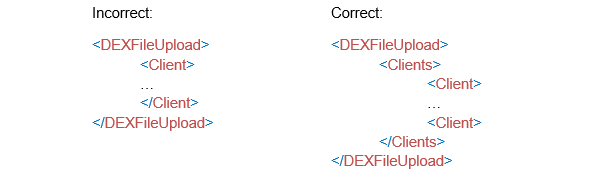 Incorrect:
<DEXFileUpload>
<Client>
…
</Client>
</DEXFileUpload>
Correct:
<DEXFileUpload>
<Clients>
<Client>
…
<Client>
</Clients>
</DEXFileUpload>